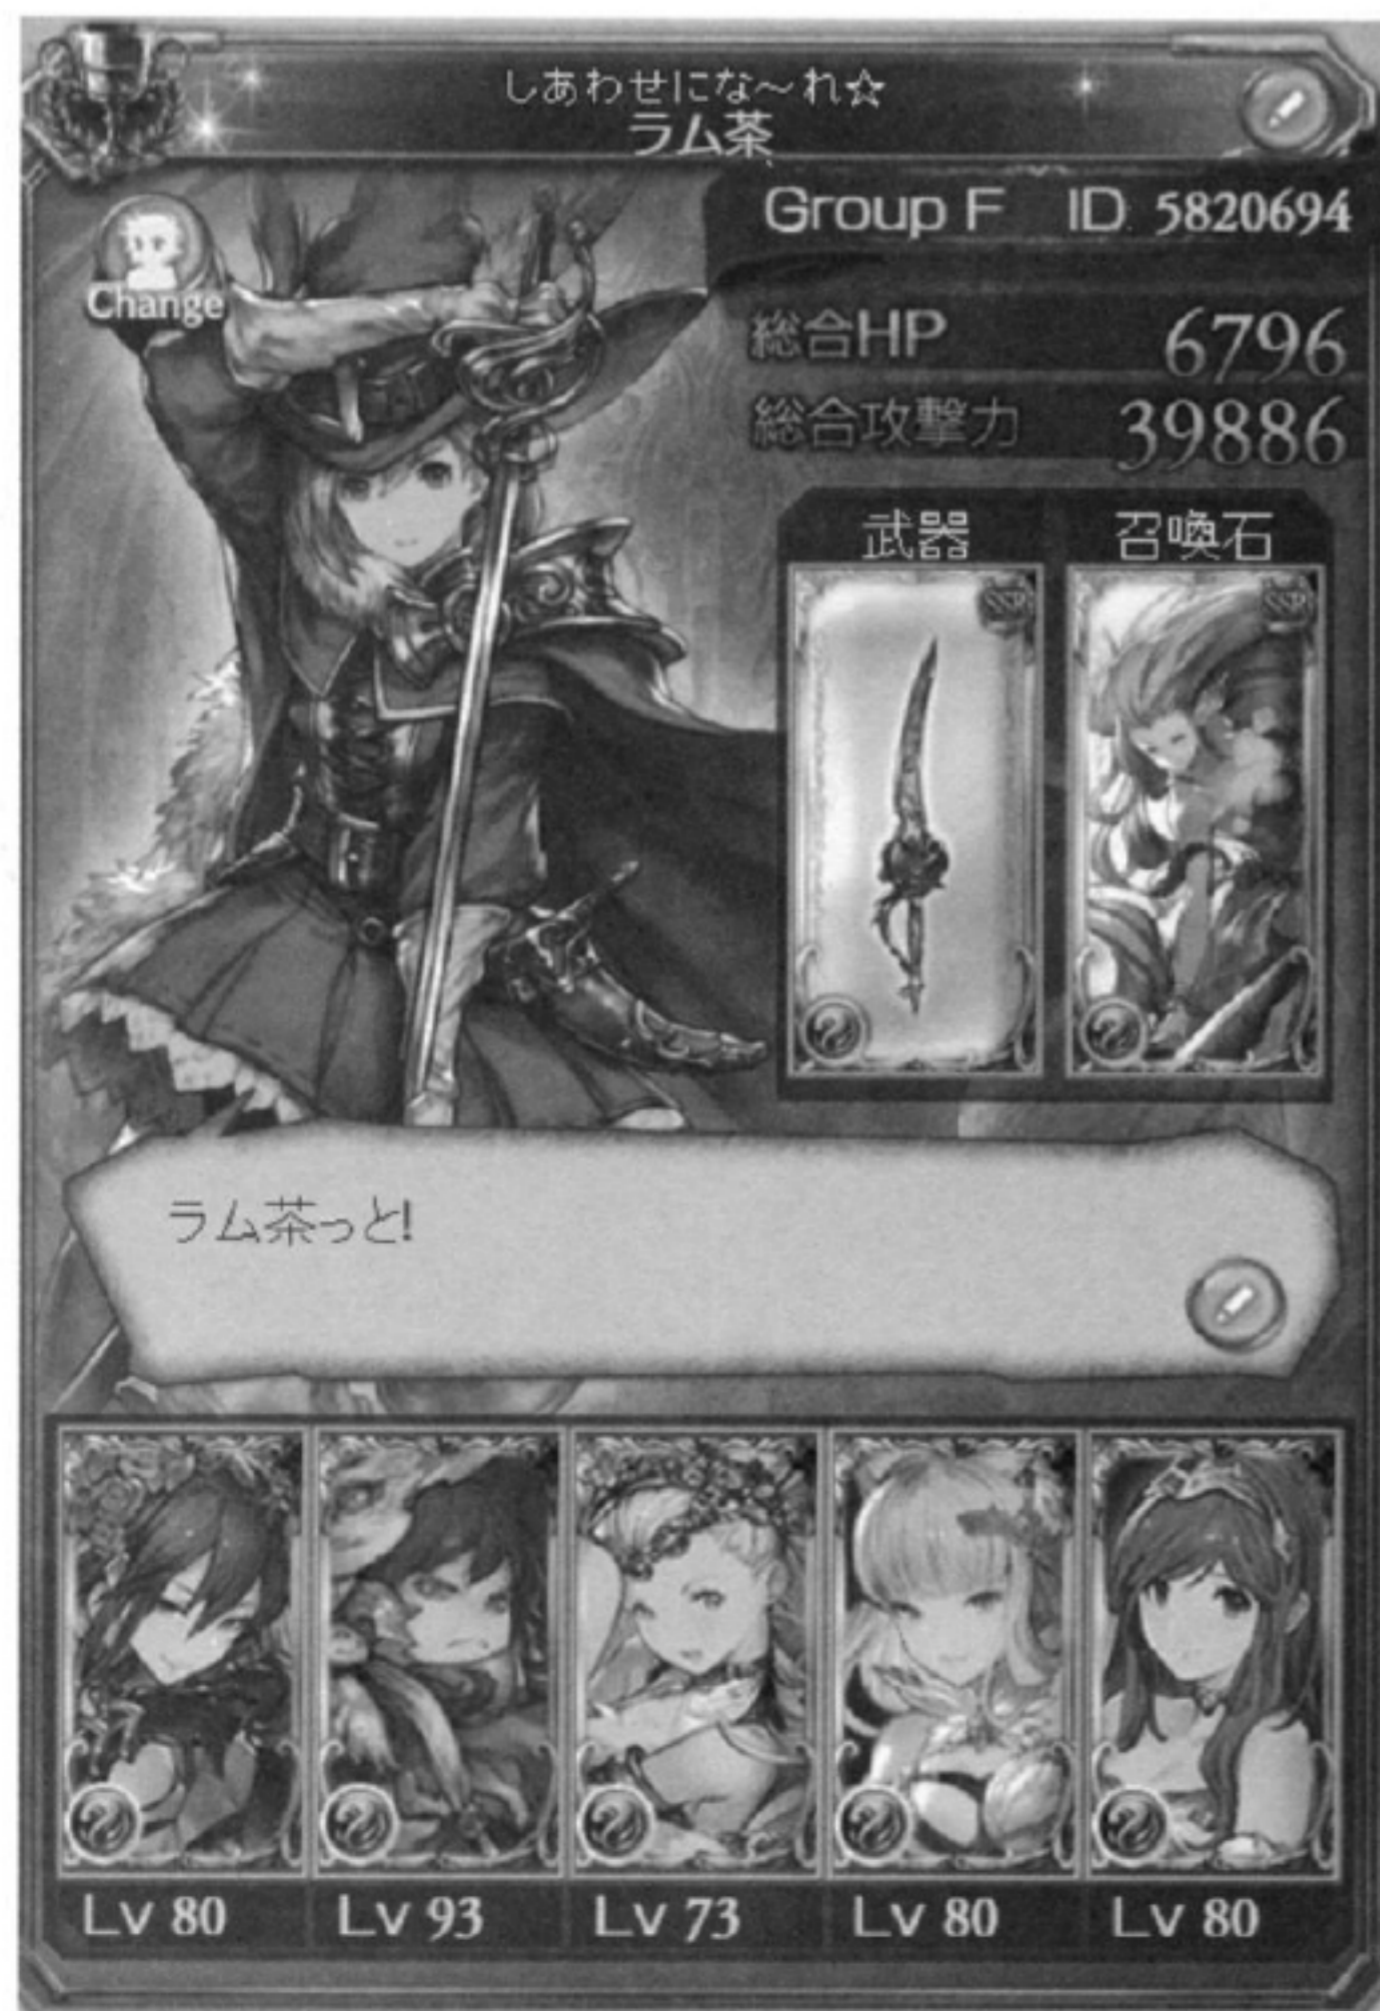 しあわせにな～れ☆
ラム茶
Change
Group F ID 5820694
総合HP 6796
総合攻撃力 39886
武器 召喚石
SSR SSR
ラム茶っと!
Lv 80 Lv 93 Lv 73 Lv 80 Lv 80